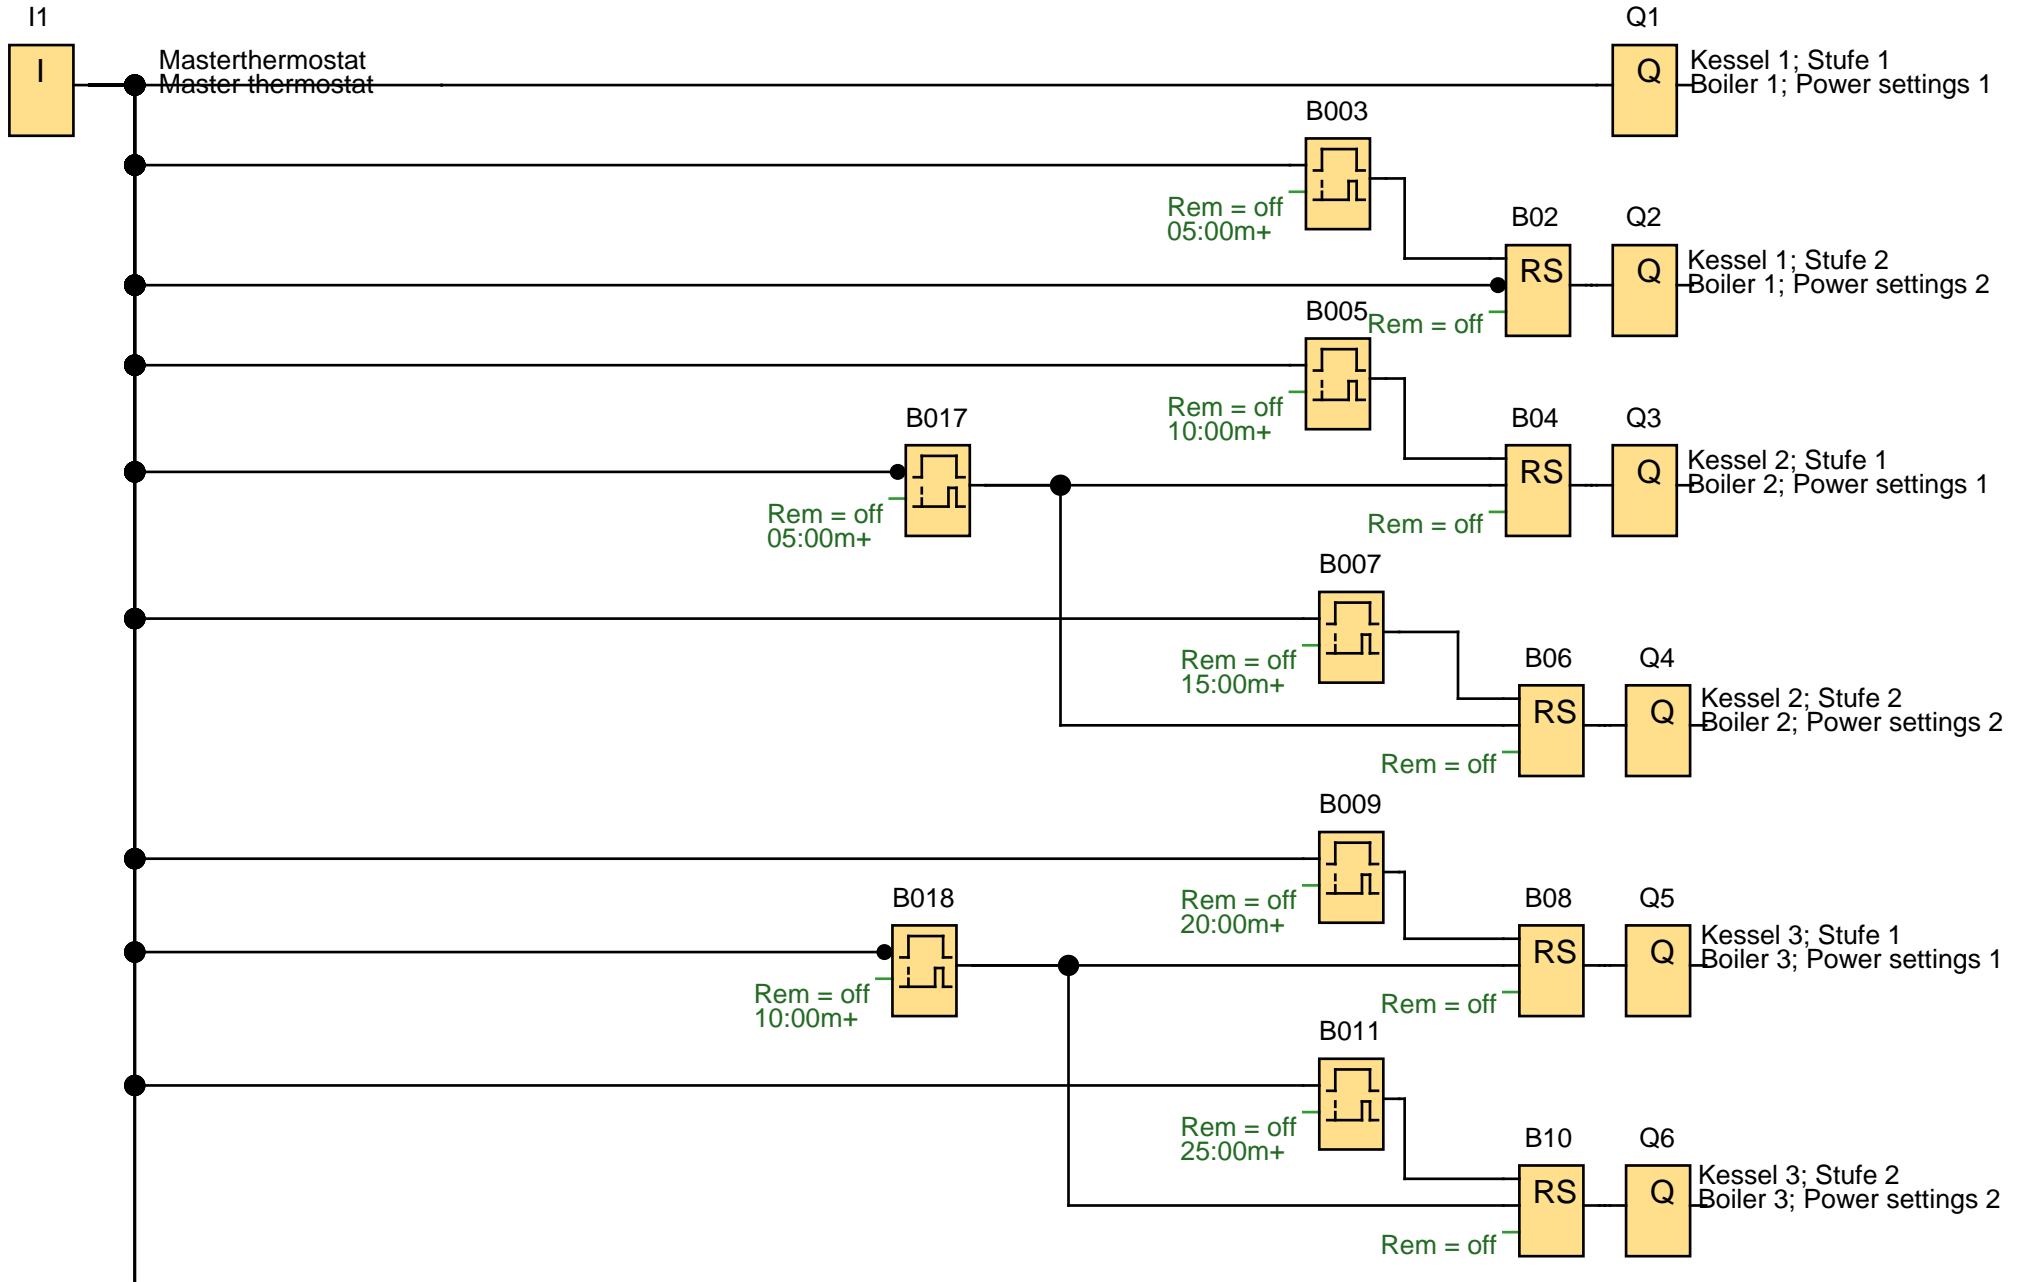 I1
I
Masterthermostat
Master thermostat
Q1
Q
Kessel 1; Stufe 1
Boiler 1; Power settings 1
B003
Rem = off
05:00m+
B02
RS
Rem = off
Q2
Q
Kessel 1; Stufe 2
Boiler 1; Power settings 2
B005
Rem = off
10:00m+
B017
Rem = off
05:00m+
B04
RS
Rem = off
Q3
Q
Kessel 2; Stufe 1
Boiler 2; Power settings 1
B007
Rem = off
15:00m+
B06
RS
Rem = off
Q4
Q
Kessel 2; Stufe 2
Boiler 2; Power settings 2
B009
Rem = off
20:00m+
B018
Rem = off
10:00m+
B08
RS
Rem = off
Q5
Q
Kessel 3; Stufe 1
Boiler 3; Power settings 1
B011
Rem = off
25:00m+
B10
RS
Rem = off
Q6
Q
Kessel 3; Stufe 2
Boiler 3; Power settings 2